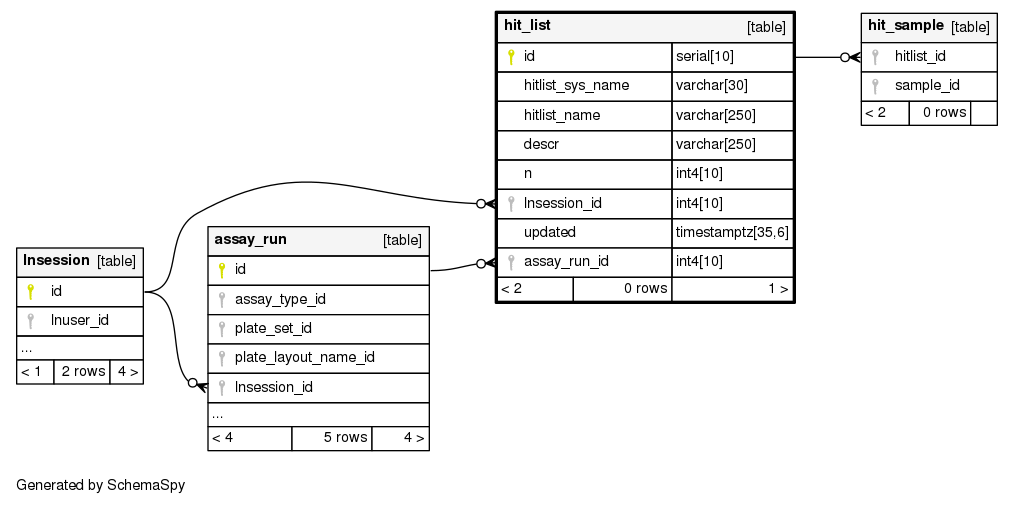 hit_list [table]
id serial[10]
hitlist_sys_name varchar[30]
hitlist_name varchar[250]
descr varchar[250]
n int4[10]
lnsession_id int4[10]
updated timestamptz[35,6]
assay_run_id int4[10]
< 2 0 rows 1 >
hit_sample [table]
hitlist_id
sample_id
< 2 0 rows
assay_run [table]
id
assay_type_id
plate_set_id
plate_layout_name_id
lnsession_id
...
< 4 5 rows 4 >
lnsession [table]
id
lnuser_id
...
< 1 2 rows 4 >
Generated by SchemaSpy